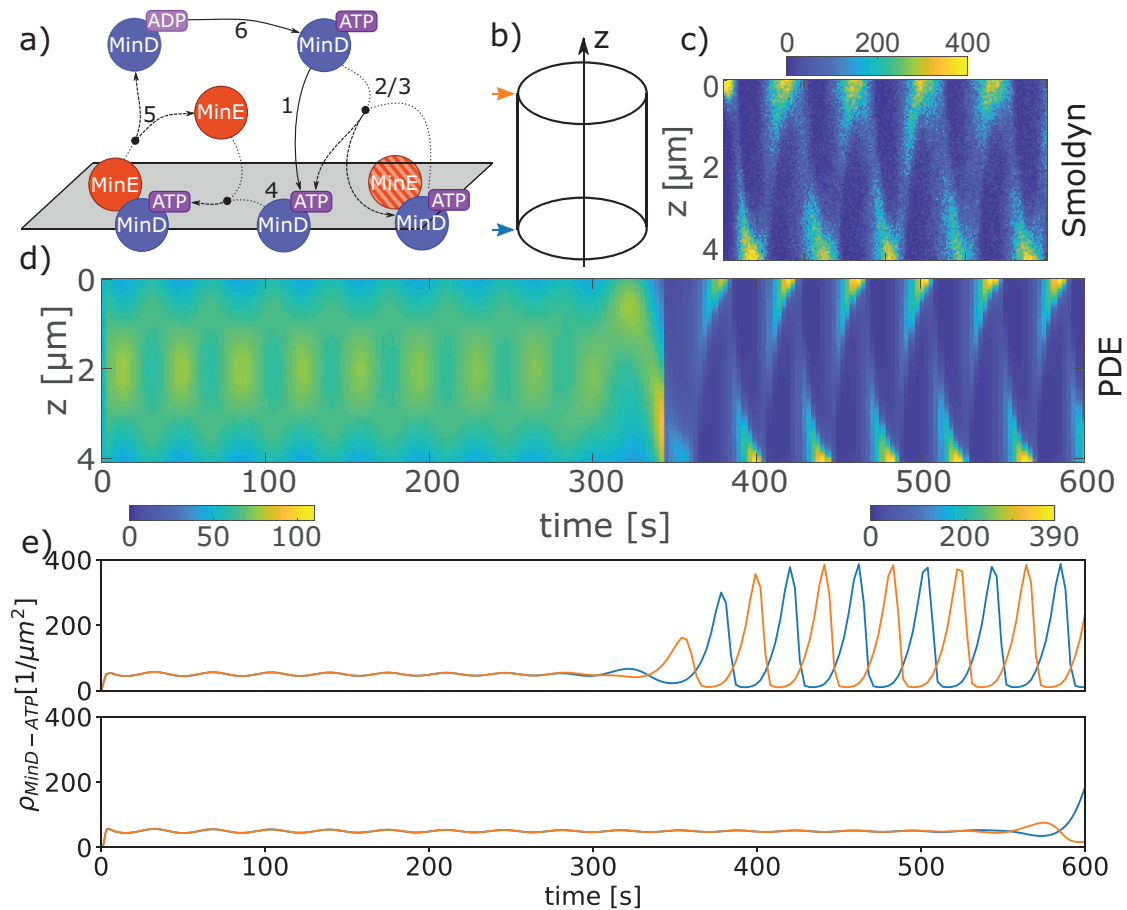 a)
ADP
MinD
6
ATP
MinD
2/3
1
5
MinE
MinE
ATP
MinD
4
ATP
MinD
MinE
ATP
MinD
b)
z
c)
0 200 400
0
2
4
z [µm]
Smoldyn
d)
0
2
4
z [µm]
PDE
0 100 200 300 400 500 600
time [s]
0 50 100
0 200 390
e)
400
200
0
400
200
0
ρMinD−ATP[1/µm²]
0 100 200 300 400 500 600
time [s]